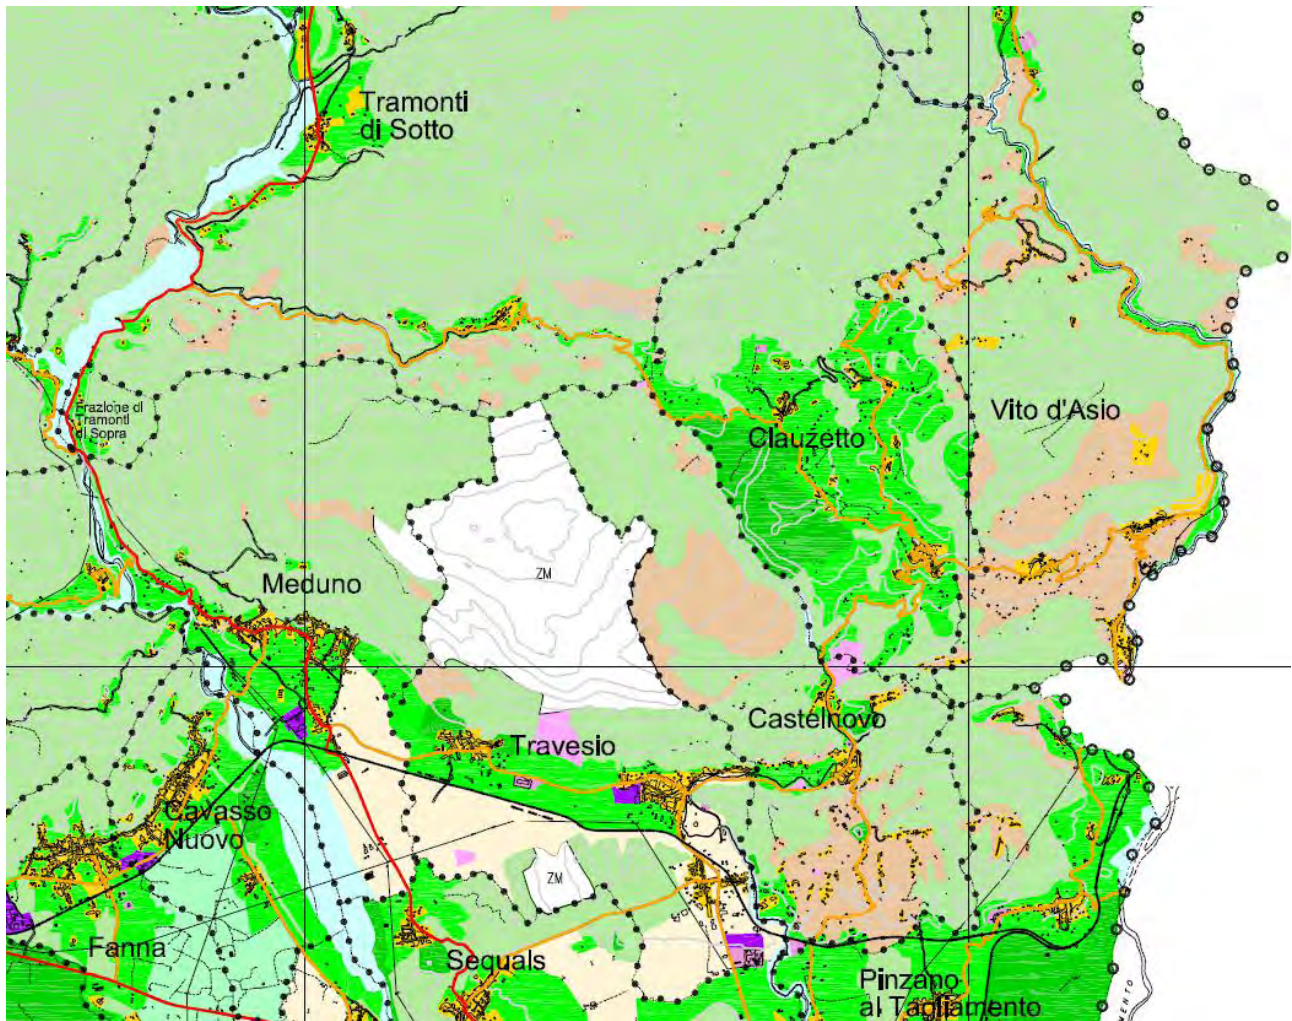 Tramonti
di Sotto
Frazione di
Tramonti
di Sopra
Vito d'Asio
Clauzetto
ZM
Meduno
Castelnovo
Travesio
Cavasso
Nuovo
ZM
Fanna
Sequals
Pinzano
al Tagliamento
MENTO